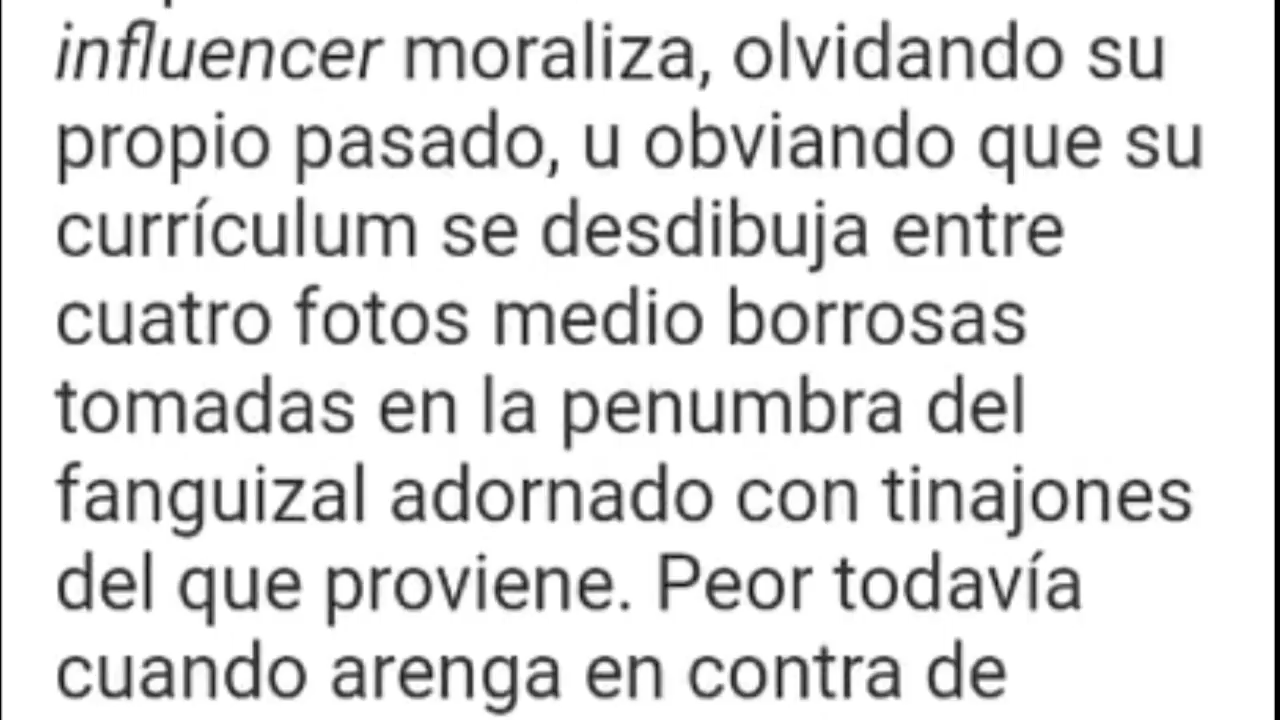 influencer moraliza, olvidando su
propio pasado, u obviando que su
currículum se desdibuja entre
cuatro fotos medio borrosas
tomadas en la penumbra del
fanguizal adornado con tinajones
del que proviene. Peor todavía
cuando arenga en contra de